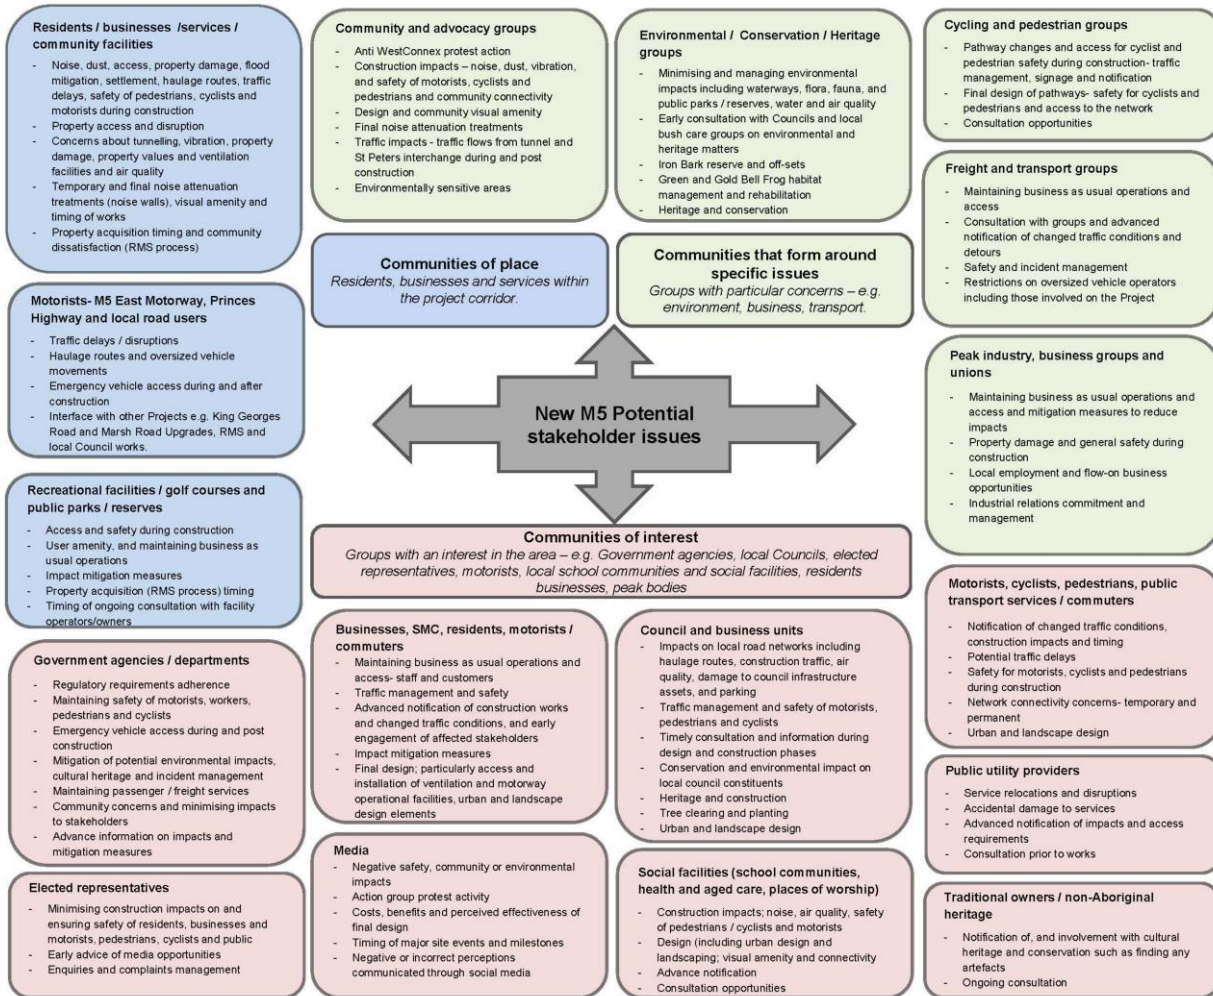 Residents / businesses /services / community facilities
- Noise, dust, access, property damage, flood
mitigation, settlement, haulage routes, traffic
delays, safety of pedestrians, cyclists and
motorists during construction
- Property access and disruption
- Concerns about tunnelling, vibration, property
damage, property values and ventilation
facilities and air quality
- Temporary and final noise attenuation
treatments (noise walls), visual amenity and
timing of works
- Property acquisition timing and community
dissatisfaction (RMS process)
Motorists- M5 East Motorway, Princes
Highway and local road users
- Traffic delays / disruptions
- Haulage routes and oversized vehicle
movements
- Emergency vehicle access during and after
construction
- Interface with other Projects e.g. King Georges
Road and Marsh Road Upgrades, RMS and
local Council works.
Recreational facilities / golf courses and
public parks / reserves
- Access and safety during construction
- User amenity, and maintaining business as
usual operations
- Impact mitigation measures
- Property acquisition (RMS process) timing
- Timing of ongoing consultation with facility
operators/owners
Government agencies / departments
- Regulatory requirements adherence
- Maintaining safety of motorists, workers,
pedestrians and cyclists
- Emergency vehicle access during and post
construction
- Mitigation of potential environmental impacts,
cultural heritage and incident management
- Maintaining passenger / freight services
- Community concerns and minimising impacts
to stakeholders
- Advance information on impacts and
mitigation measures
Elected representatives
- Minimising construction impacts on and
ensuring safety of residents, businesses and
motorists, pedestrians, cyclists and public
- Early advice of media opportunities
- Enquiries and complaints management
Community and advocacy groups
- Anti WestConnex protest action
- Construction impacts – noise, dust, vibration,
and safety of motorists, cyclists and
pedestrians and community connectivity
- Design and community visual amenity
- Final noise attenuation treatments
- Traffic impacts - traffic flows from tunnel and
St Peters interchange during and post
construction
- Environmentally sensitive areas
Environmental / Conservation / Heritage
groups
- Minimising and managing environmental
impacts including waterways, flora, fauna, and
public parks / reserves, water and air quality
- Early consultation with Councils and local
bush care groups on environmental and
heritage matters
- Iron Bark reserve and off-sets
- Green and Gold Bell Frog habitat
management and rehabilitation
- Heritage and conservation
Communities of place
Residents, businesses and services within
the project corridor.
Communities that form around
specific issues
Groups with particular concerns – e.g.
environment, business, transport.
New M5 Potential
stakeholder issues
Communities of interest
Groups with an interest in the area – e.g. Government agencies, local Councils, elected
representatives, motorists, local school communities and social facilities, residents
businesses, peak bodies
Businesses, SMC, residents, motorists /
commuters
- Maintaining business as usual operations and
access- staff and customers
- Traffic management and safety
- Advanced notification of construction works
and changed traffic conditions, and early
engagement of affected stakeholders
- Impact mitigation measures
- Final design; particularly access and
installation of ventilation and motorway
operational facilities, urban and landscape
design elements
Media
- Negative safety, community or environmental
impacts
- Action group protest activity
- Costs, benefits and perceived effectiveness of
final design
- Timing of major site events and milestones
- Negative or incorrect perceptions
communicated through social media
Council and business units
- Impacts on local road networks including
haulage routes, construction traffic, air
quality, damage to council infrastructure
assets, and parking
- Traffic management and safety of motorists,
pedestrians and cyclists
- Timely consultation and information during
design and construction phases
- Conservation and environmental impact on
local council constituents
- Heritage and construction
- Tree clearing and planting
- Urban and landscape design
Social facilities (school communities,
health and aged care, places of worship)
- Construction impacts; noise, air quality, safety
of pedestrians / cyclists and motorists
- Design (including urban design and
landscaping; visual amenity and connectivity
- Advance notification
- Consultation opportunities
Cycling and pedestrian groups
- Pathway changes and access for cyclist and
pedestrian safety during construction- traffic
management, signage and notification
- Final design of pathways- safety for cyclists and
pedestrians and access to the network
- Consultation opportunities
Freight and transport groups
- Maintaining business as usual operations and
access
- Consultation with groups and advanced
notification of changed traffic conditions and
detours
- Safety and incident management
- Restrictions on oversized vehicle operators
including those involved on the Project
Peak industry, business groups and
unions
- Maintaining business as usual operations and
access and mitigation measures to reduce
impacts
- Property damage and general safety during
construction
- Local employment and flow-on business
opportunities
- Industrial relations commitment and
management
Motorists, cyclists, pedestrians, public
transport services / commuters
- Notification of changed traffic conditions,
construction impacts and timing
- Potential traffic delays
- Safety for motorists, cyclists and pedestrians
during construction
- Network connectivity concerns- temporary and
permanent
- Urban and landscape design
Public utility providers
- Service relocations and disruptions
- Accidental damage to services
- Advanced notification of impacts and access
requirements
- Consultation prior to works
Traditional owners / non-Aboriginal
heritage
- Notification of, and involvement with cultural
heritage and conservation such as finding any
artefacts
- Ongoing consultation